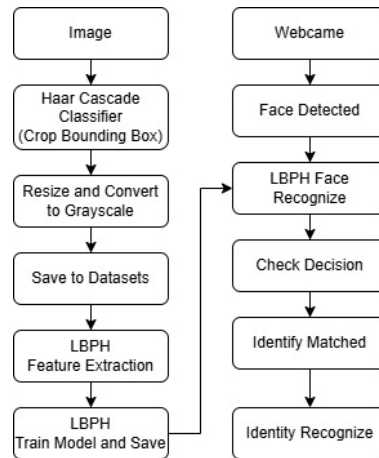 Image
Haar Cascade
Classifier
(Crop Bounding Box)
Resize and Convert
to Grayscale
Save to Datasets
LBPH
Feature Extraction
LBPH
Train Model and Save
Webcame
Face Detected
LBPH Face
Recognize
Check Decision
Identify Matched
Identity Recognize